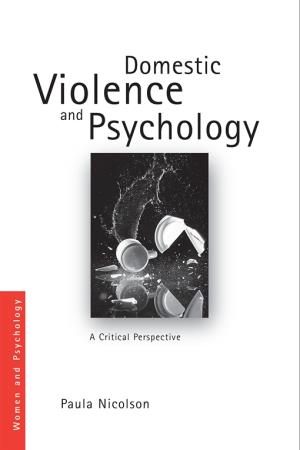 Domestic
Violence
and Psychology
A Critical Perspective
Women and Psychology
Paula Nicolson